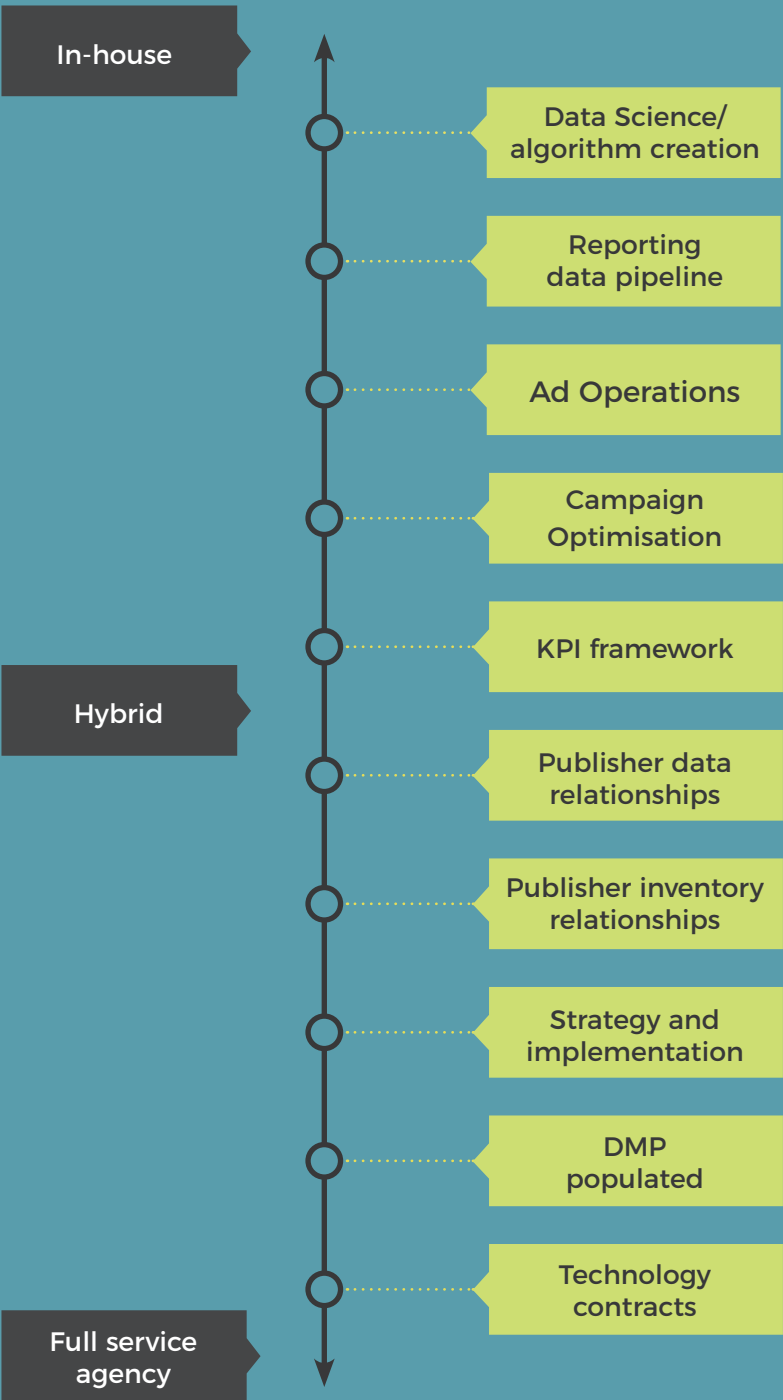 In-house
Data Science/
algorithm creation
Reporting
data pipeline
Ad Operations
Campaign
Optimisation
KPI framework
Hybrid
Publisher data
relationships
Publisher inventory
relationships
Strategy and
implementation
DMP
populated
Technology
contracts
Full service
agency